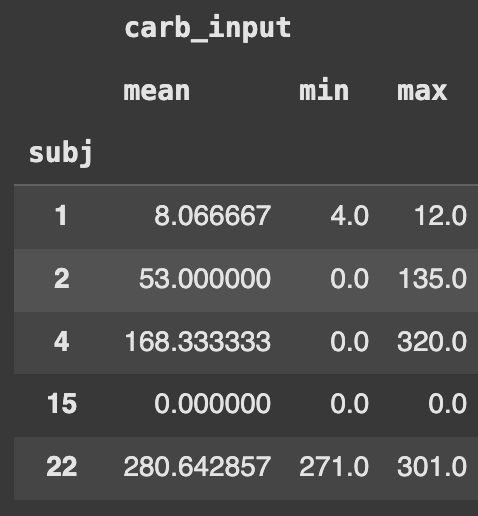 carb_input
mean min max
subj
1 8.066667 4.0 12.0
2 53.000000 0.0 135.0
4 168.333333 0.0 320.0
15 0.000000 0.0 0.0
22 280.642857 271.0 301.0